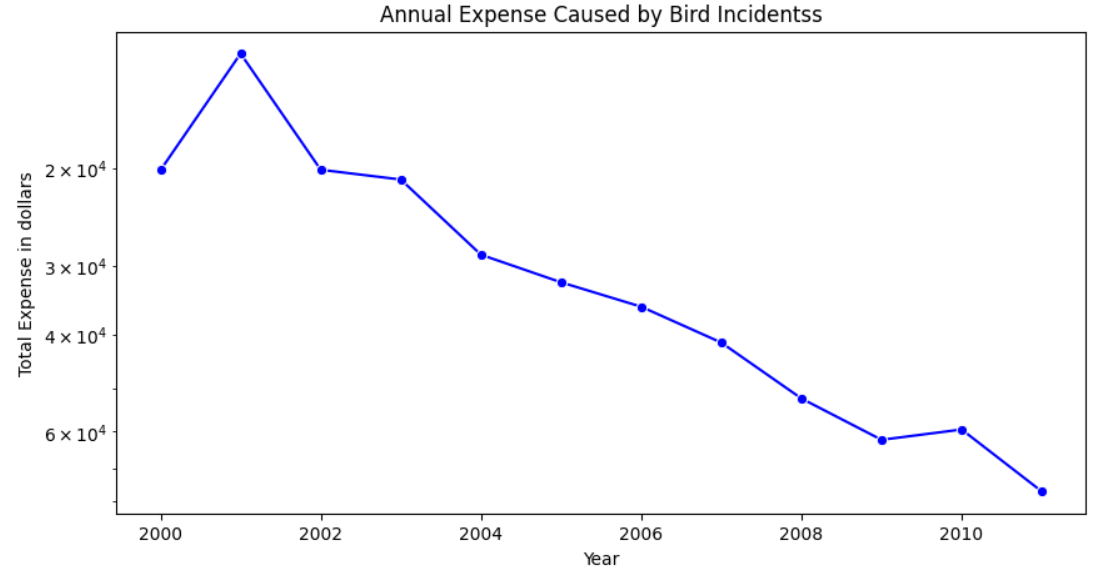 Annual Expense Caused by Bird Incidentss
Total Expense in dollars
2 × 10⁴
3 × 10⁴
4 × 10⁴
6 × 10⁴
2000 2002 2004 2006 2008 2010
Year